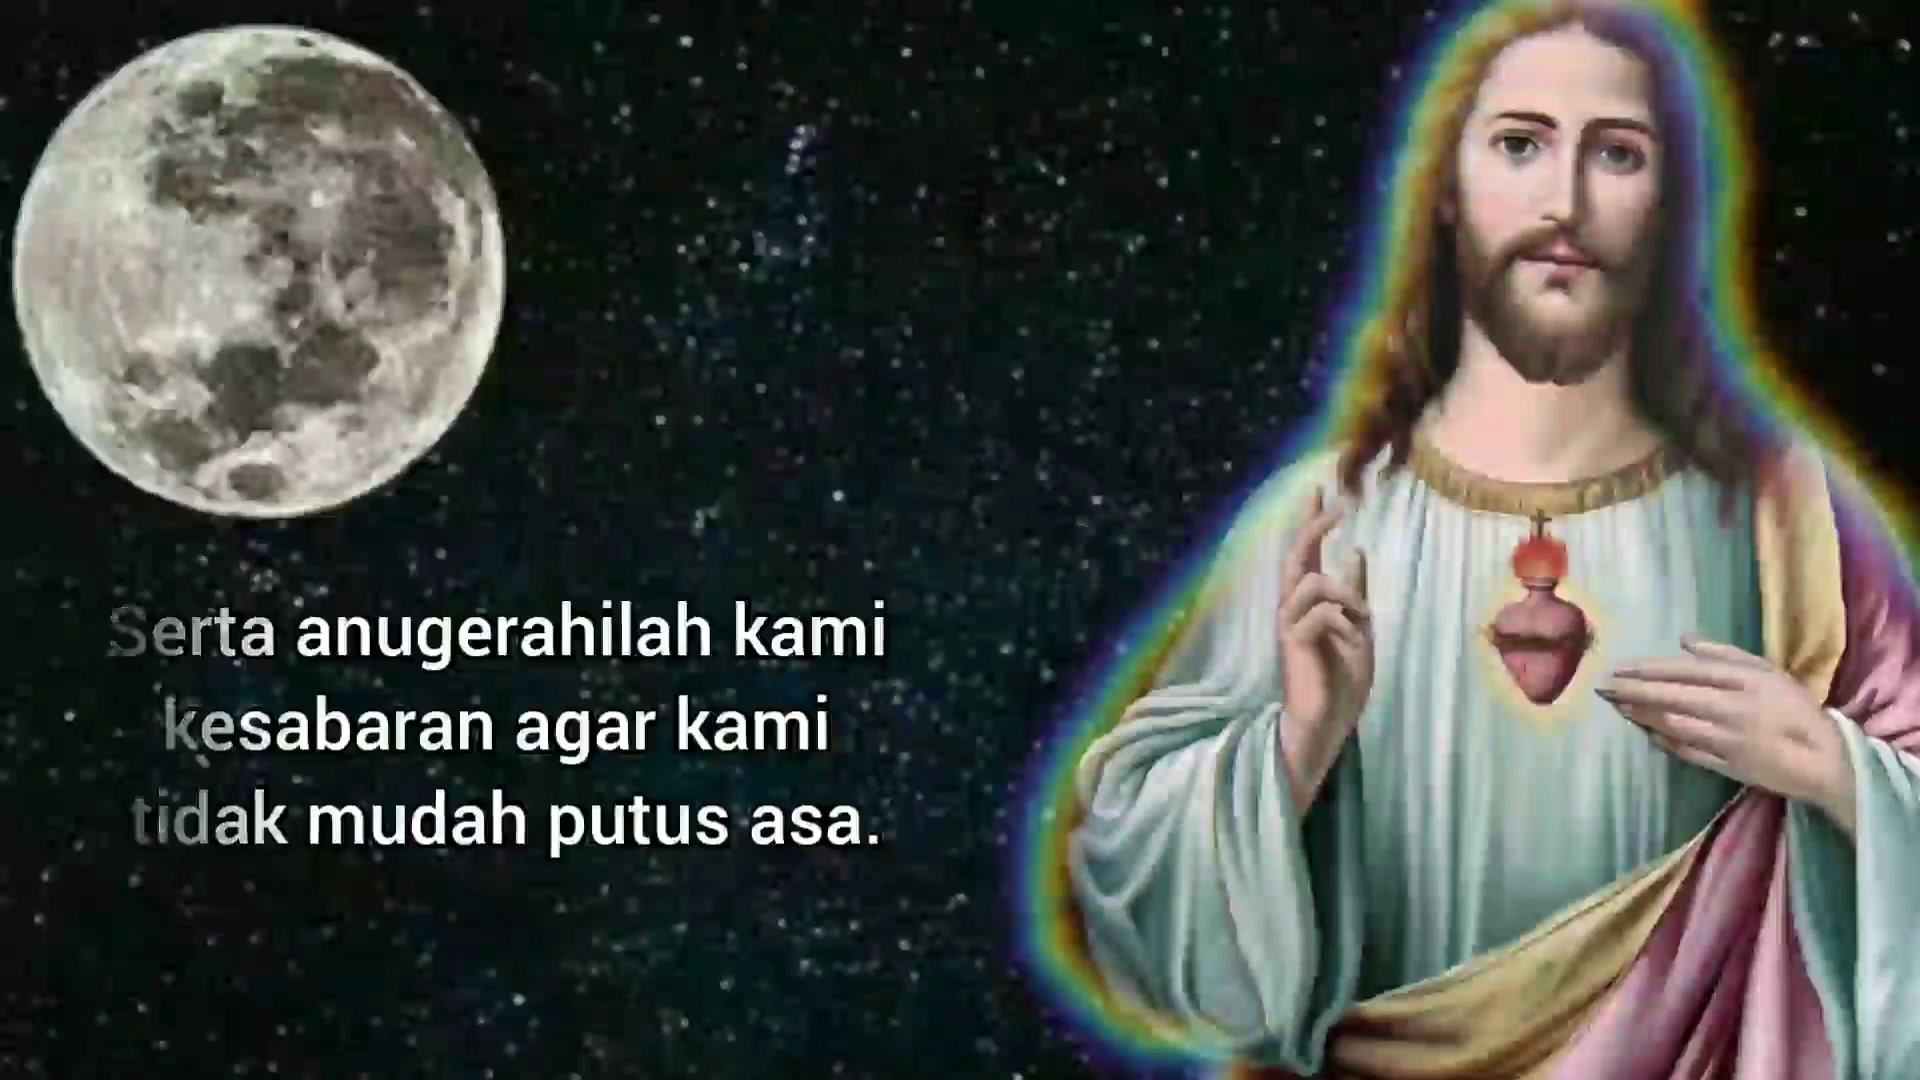 Serta anugerahilah kami
kesabaran agar kami
tidak mudah putus asa.